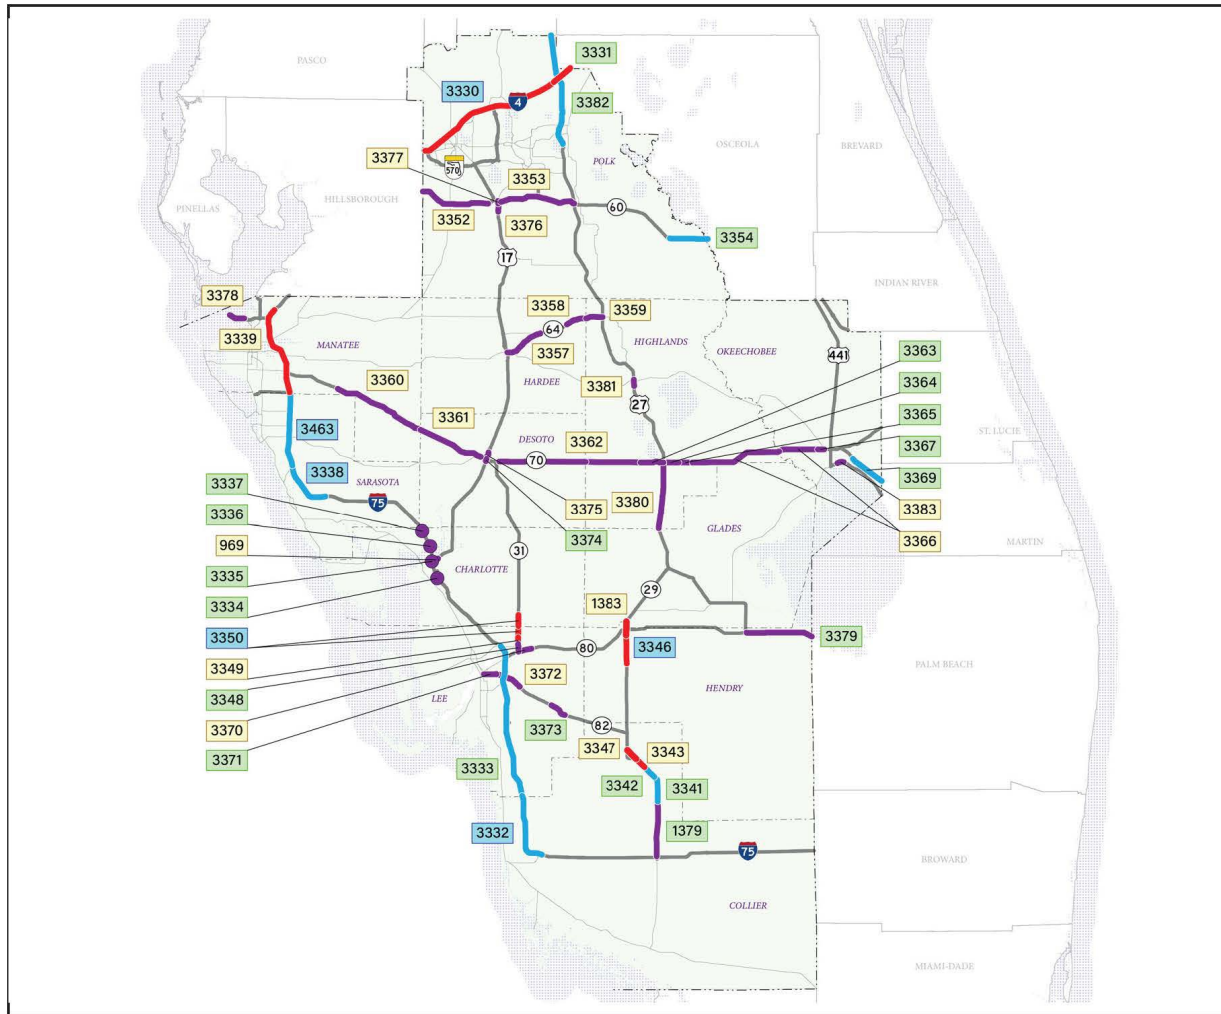 3331
PASCO
3330
4
3382
OSCEOLA
BREVARD
3377
570
POLK
3353
HILLSBOROUGH
PINELLAS
3352
3376
60
3354
17
INDIAN RIVER
3378
3358
3359
3339
MANATEE
64
HIGHLANDS
OKEECHOBEE
441
3363
3357
3360
HARDEE
3381
3364
27
3361
3365
3463
DESOTO
3362
ST. LUCIE
3367
70
3338
3369
3337
SARASOTA
75
3375
3380
3383
3336
GLADES
3374
3366
MARTIN
969
31
3335
CHARLOTTE
29
3334
1383
3350
3379
80
3346
3349
PALM BEACH
3372
3348
LEE
HENDRY
3370
3373
82
3371
3347
3343
3333
3342
3341
3332
1379
75
BROWARD
COLLIER
MIAMI-DADE